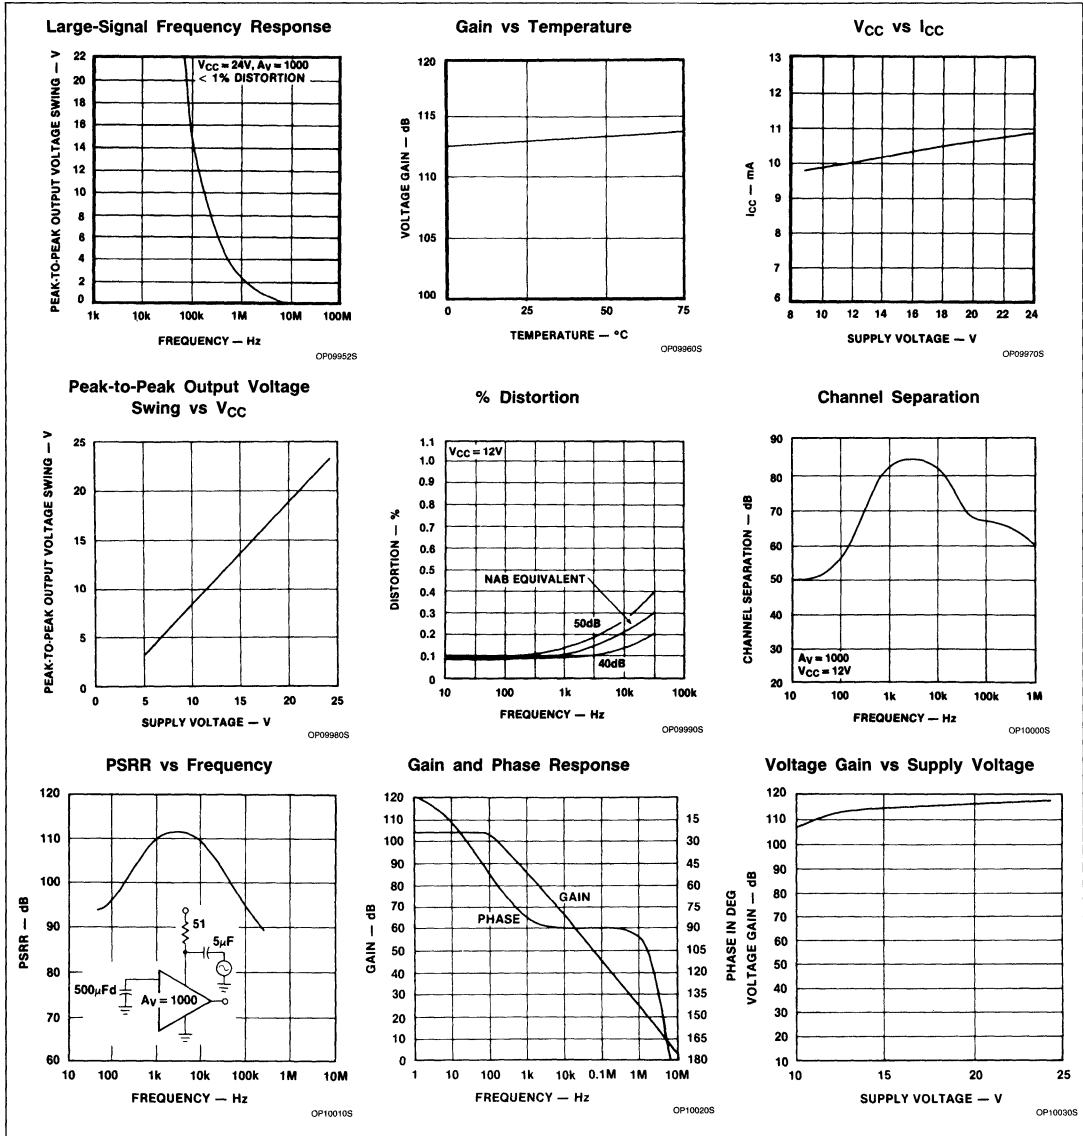 Large-Signal Frequency Response
PEAK-TO-PEAK OUTPUT VOLTAGE SWING — V
22
20
18
16
14
12
10
8
6
4
2
0
VCC = 24V, AV = 1000
< 1% DISTORTION
1k 10k 100k 1M 10M 100M
FREQUENCY — Hz
OP09952S
Gain vs Temperature
VOLTAGE GAIN — dB
120
115
110
105
100
0 25 50 75
TEMPERATURE — °C
OP09960S
VCC vs ICC
ICC — mA
13
12
11
10
9
8
7
6
8 10 12 14 16 18 20 22 24
SUPPLY VOLTAGE — V
OP09970S
Peak-to-Peak Output Voltage
Swing vs VCC
PEAK-TO-PEAK OUTPUT VOLTAGE SWING — V
25
20
15
10
5
0
0 5 10 15 20 25
SUPPLY VOLTAGE — V
OP09980S
% Distortion
DISTORTION — %
1.1
1.0
0.9
0.8
0.7
0.6
0.5
0.4
0.3
0.2
0.1
0
VCC = 12V
NAB EQUIVALENT
50dB
40dB
10 100 1k 10k 100k
FREQUENCY — Hz
OP09990S
Channel Separation
CHANNEL SEPARATION — dB
90
80
70
60
50
40
30
20
AV = 1000
VCC = 12V
10 100 1k 10k 100k 1M
FREQUENCY — Hz
OP10000S
PSRR vs Frequency
PSRR — dB
120
110
100
90
80
70
60
51
5µF
500µFd
AV = 1000
10 100 1k 10k 100k 1M 10M
FREQUENCY — Hz
OP10010S
Gain and Phase Response
GAIN — dB
120
110
100
90
80
70
60
50
40
30
20
10
0
GAIN
PHASE
15
30
45
60
75
90
105
120
135
150
165
180
PHASE IN DEG
1 10 100 1k 10k 0.1M 1M 10M
FREQUENCY — Hz
OP10020S
Voltage Gain vs Supply Voltage
VOLTAGE GAIN — dB
120
110
100
90
80
70
60
50
40
30
20
110
10 15 20 25
SUPPLY VOLTAGE — V
OP10030S